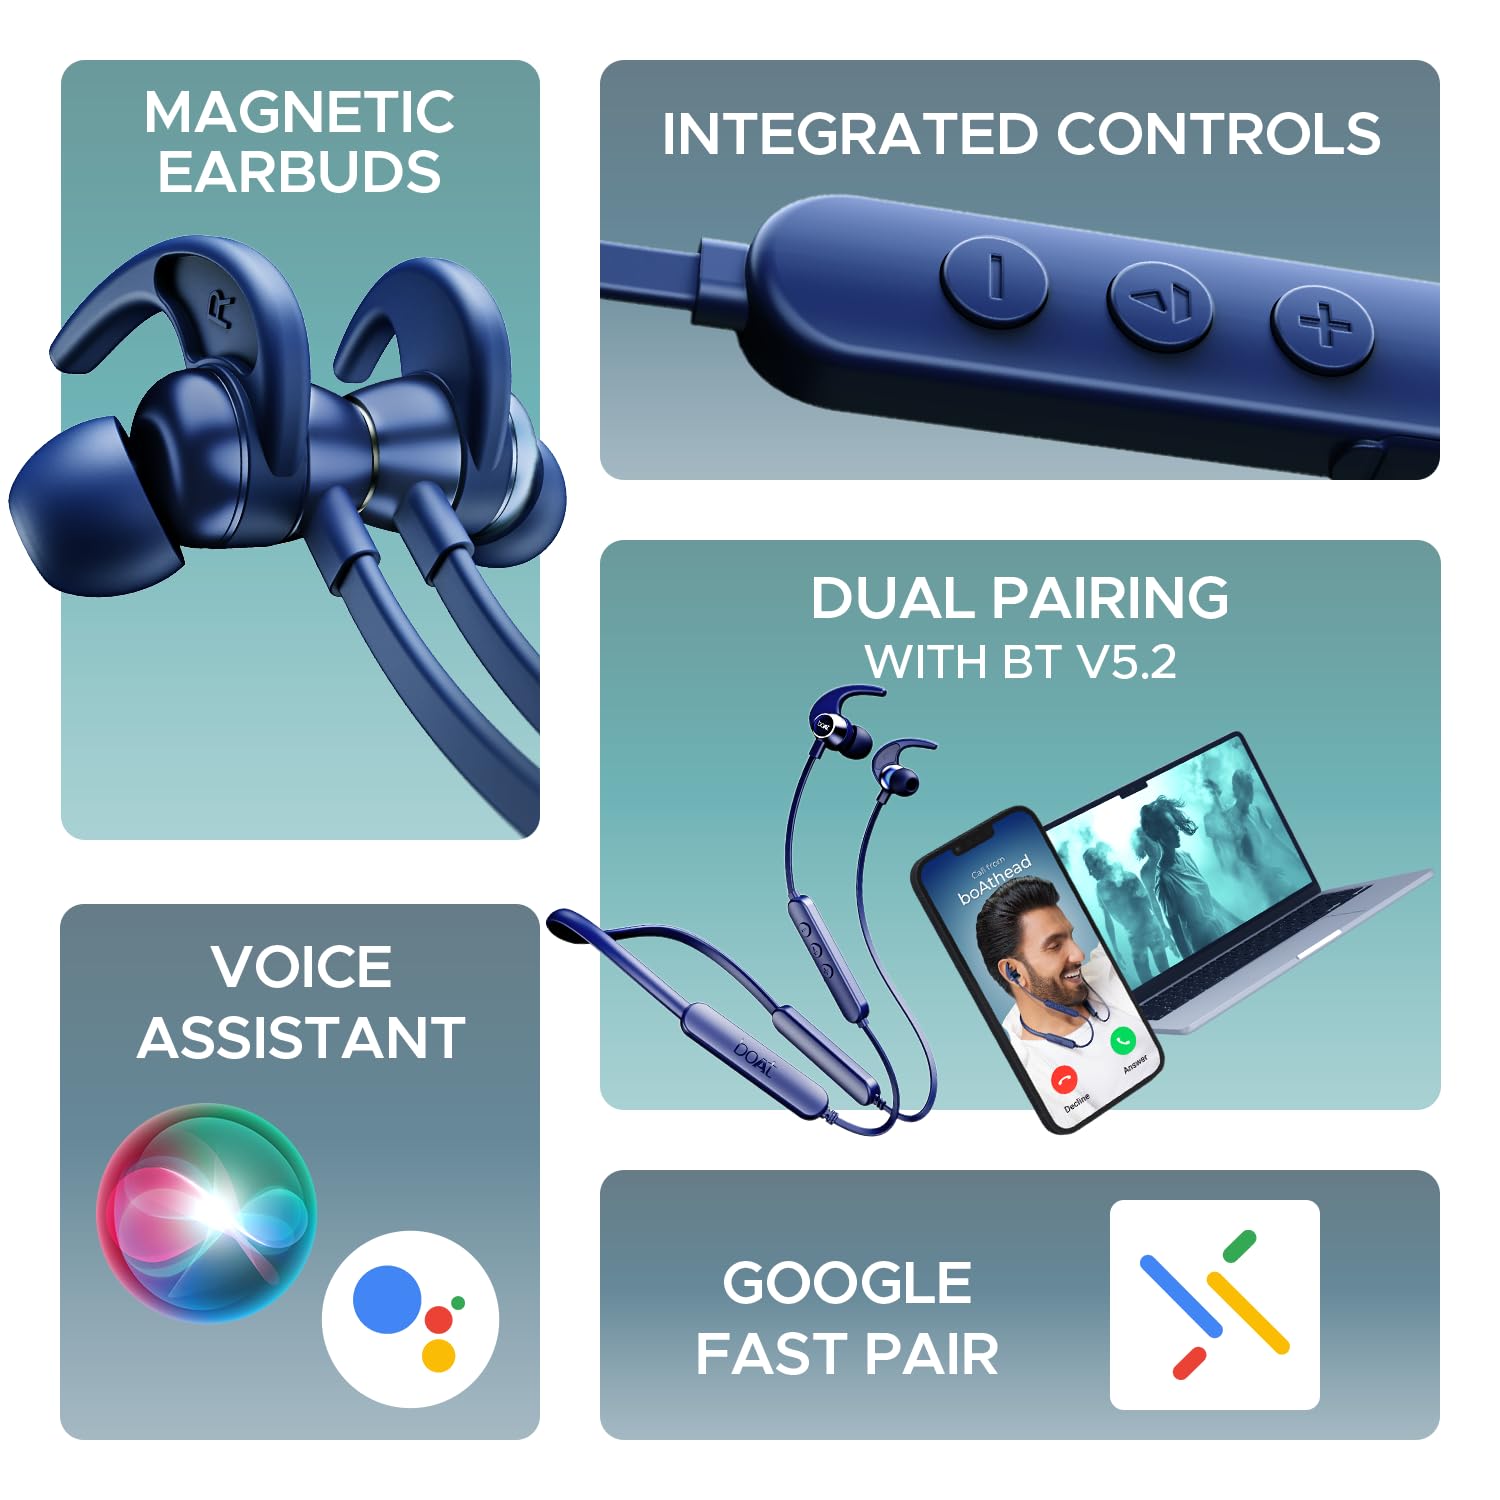 MAGNETIC
EARBUDS
R
INTEGRATED CONTROLS
DUAL PAIRING
WITH BT V5.2
boAt
boAt
Call from
boAthead
Decline
Answer
VOICE
ASSISTANT
GOOGLE
FAST PAIR